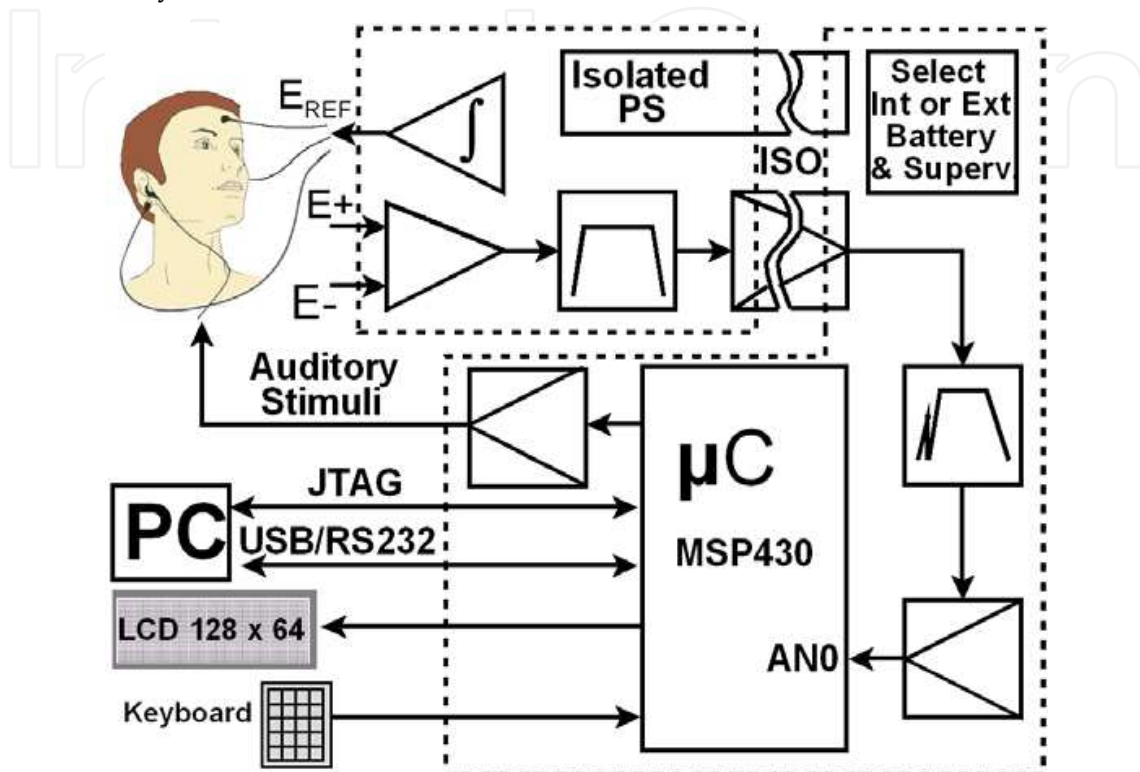 E_REF
Isolated
PS
Select
Int or Ext
Battery
& Superv.
ISO
∫
E+
E-
Auditory
Stimuli
µC
MSP430
JTAG
PC
USB/RS232
LCD 128 x 64
AN0
Keyboard